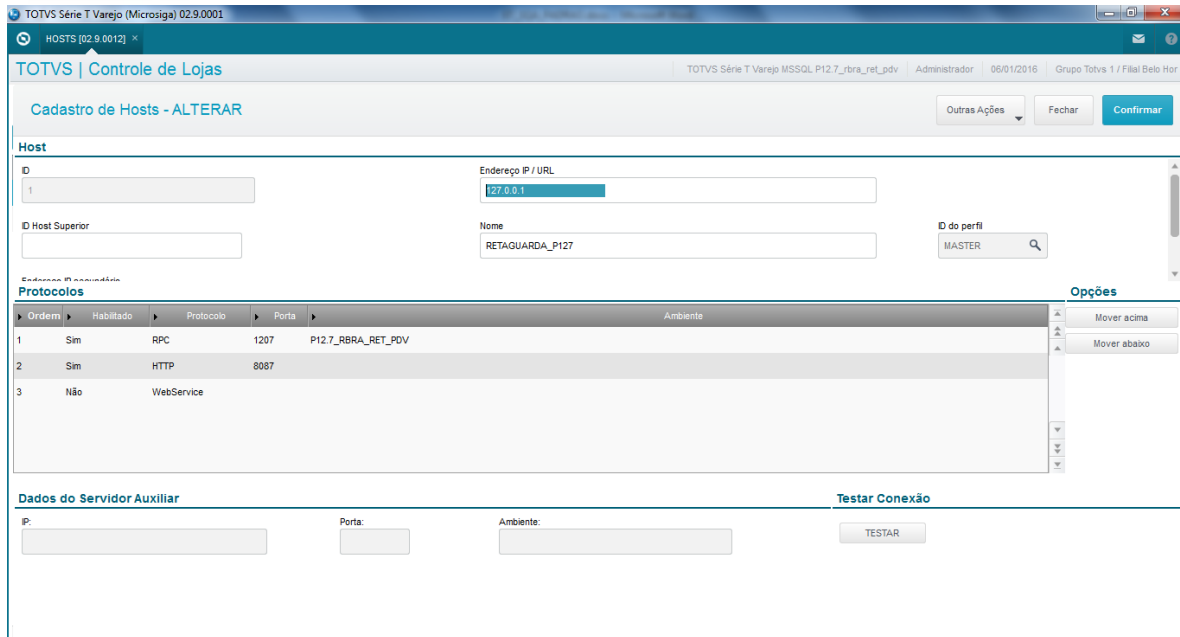 TOTVS Série T Varejo (Microsiga) 02.9.0001
HOSTS [02.9.0012] ×
TOTVS | Controle de Lojas
TOTVS Série T Varejo MSSQL P12.7_rbra_ret_pdv Administrador 06/01/2016 Grupo Totvs 1 / Filial Belo Hor
Cadastro de Hosts - ALTERAR
Outras Ações Fechar Confirmar
Host
ID Endereço IP / URL
1 127.0.0.1
ID Host Superior Nome ID do perfil
RETAGUARDA_P127 MASTER
Endereço IP secundário
Protocolos Opções
Ordem Habilitado Protocolo Porta Ambiente
Mover acima
1 Sim RPC 1207 P12.7_RBRA_RET_PDV
Mover abaixo
2 Sim HTTP 8087
3 Não WebService
Dados do Servidor Auxiliar Testar Conexão
IP: Porta: Ambiente:
TESTAR